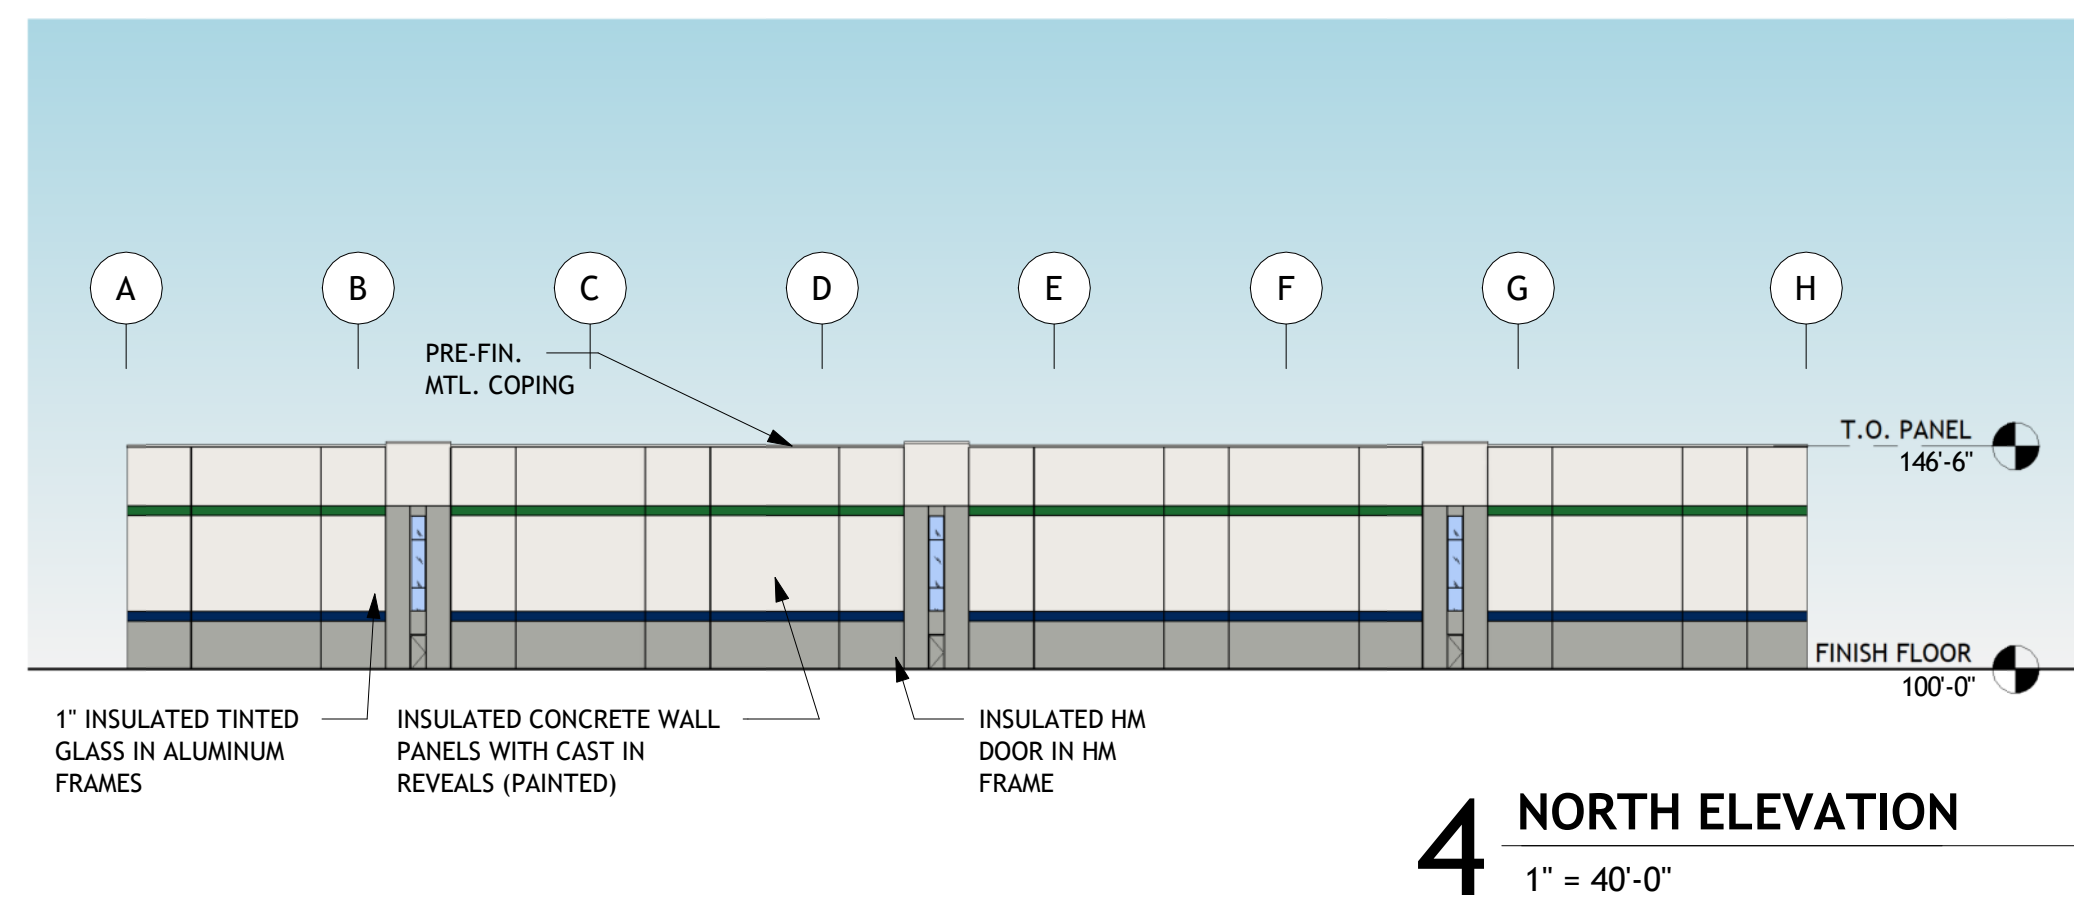 A B C D E F G H
PRE-FIN.
MTL. COPING
T.O. PANEL
146'-6"
FINISH FLOOR
100'-0"
1" INSULATED TINTED
GLASS IN ALUMINUM
FRAMES
INSULATED CONCRETE WALL
PANELS WITH CAST IN
REVEALS (PAINTED)
INSULATED HM
DOOR IN HM
FRAME
4 NORTH ELEVATION
1" = 40'-0"